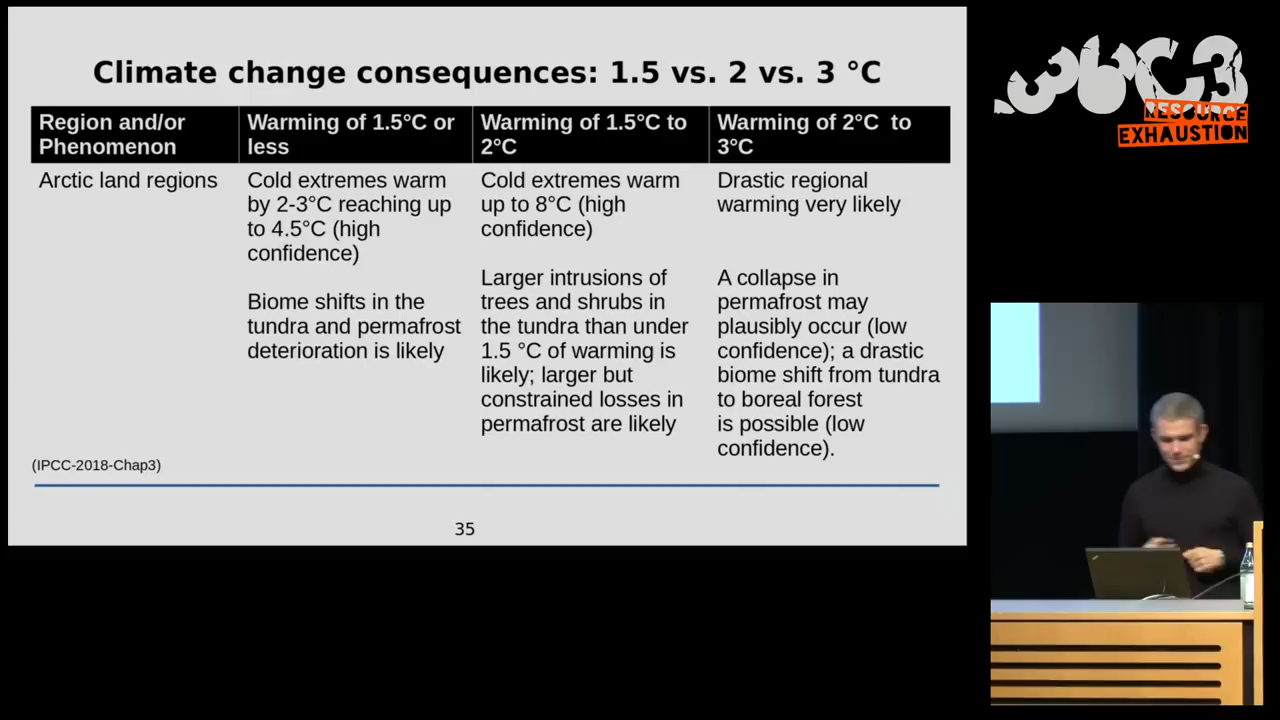 Climate change consequences: 1.5 vs. 2 vs. 3 °C
Region and/or
Phenomenon
Warming of 1.5°C or
less
Warming of 1.5°C to
2°C
Warming of 2°C  to
3°C
Arctic land regions
Cold extremes warm
by 2-3°C reaching up
to 4.5°C (high
confidence)
Biome shifts in the
tundra and permafrost
deterioration is likely
Cold extremes warm
up to 8°C (high
confidence)
Larger intrusions of
trees and shrubs in
the tundra than under
1.5 °C of warming is
likely; larger but
constrained losses in
permafrost are likely
Drastic regional
warming very likely
A collapse in
permafrost may
plausibly occur (low
confidence); a drastic
biome shift from tundra
to boreal forest
is possible (low
confidence).
(IPCC-2018-Chap3)
35
36C3
RESOURCE
EXHAUSTION